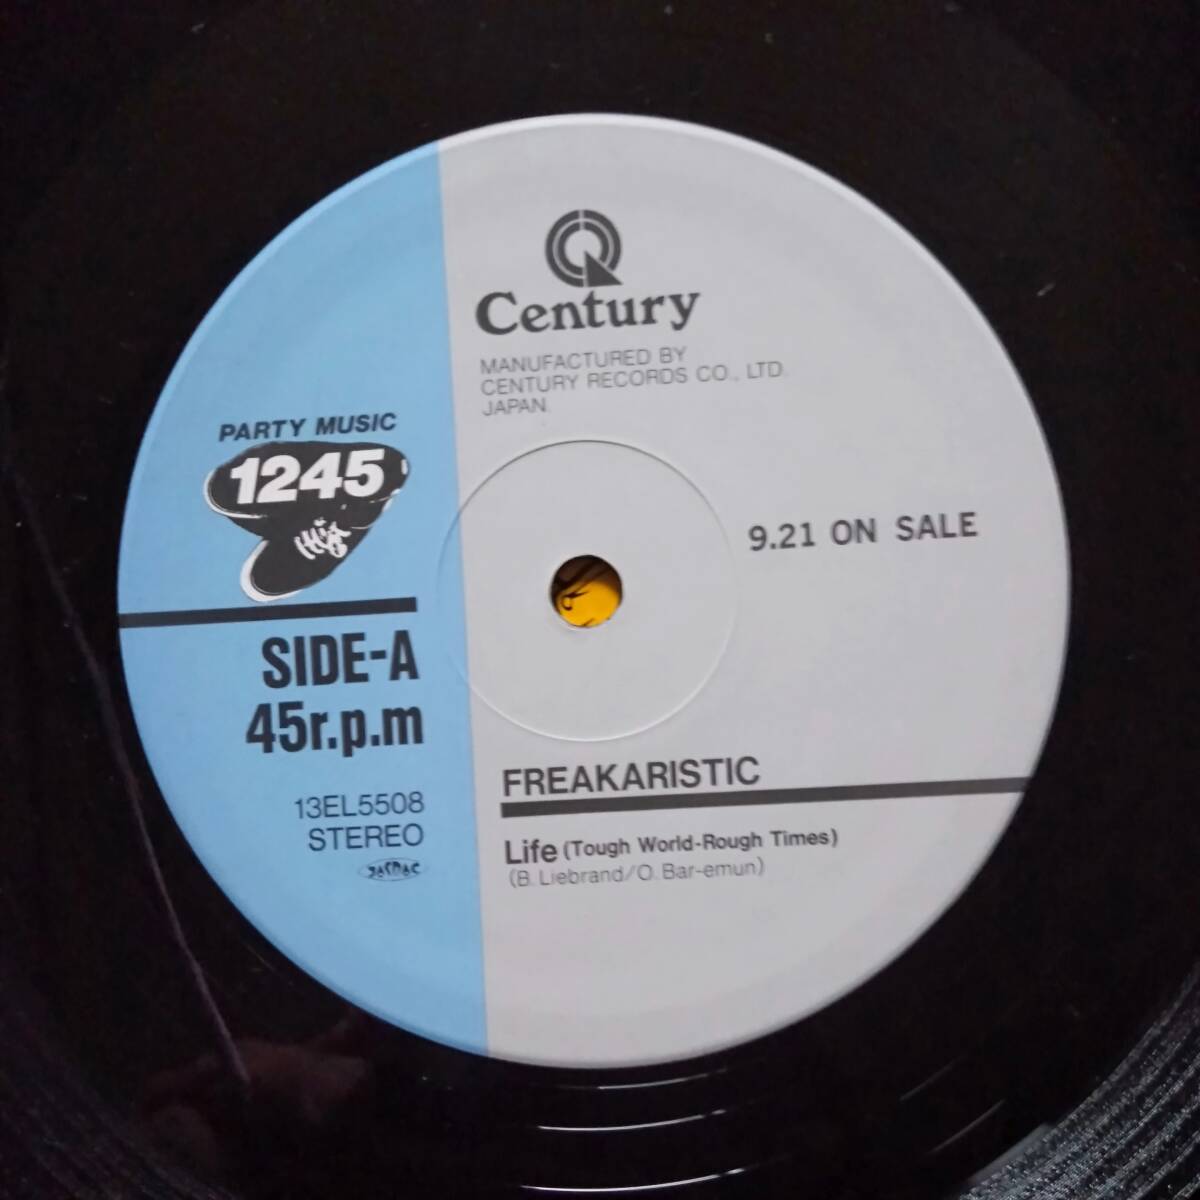 Century
MANUFACTURED BY
CENTURY RECORDS CO., LTD.
JAPAN.
PARTY MUSIC
1245
9.21 ON SALE
SIDE-A
45r.p.m
13EL5508
STEREO
FREAKARISTIC
Life (Tough World-Rough Times)
(B. Liebrand/O. Bar-emun)